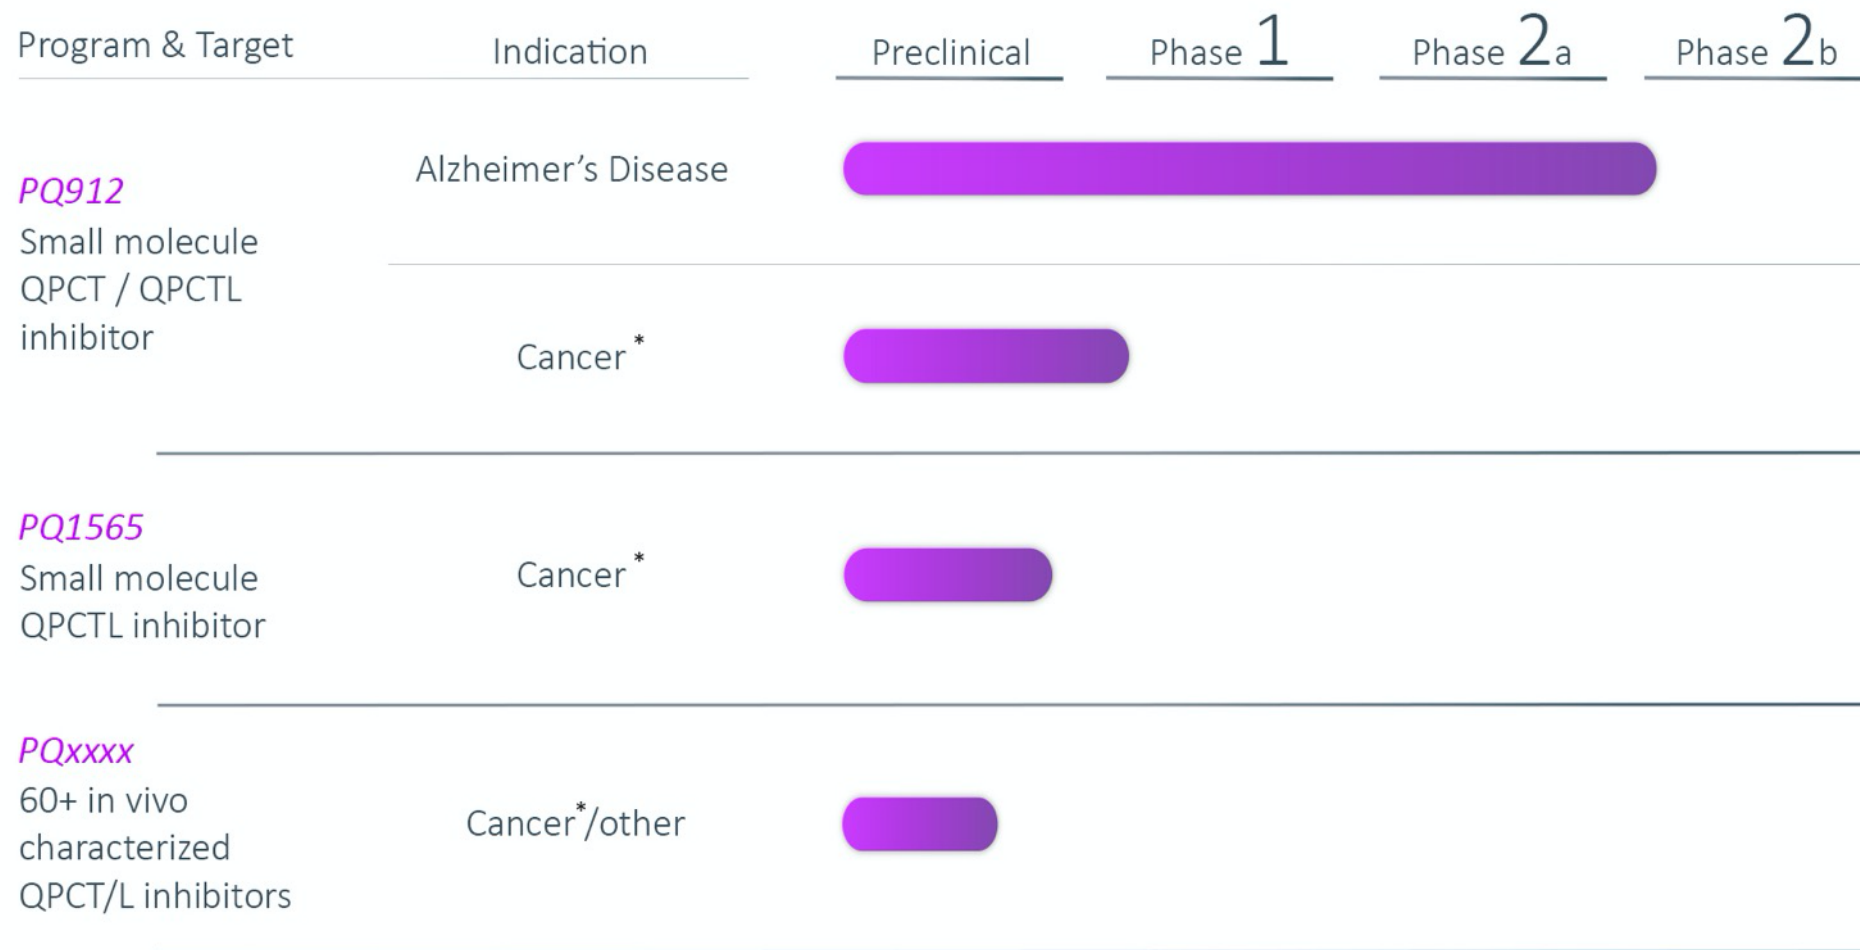 Program & Target Indication Preclinical Phase 1 Phase 2a Phase 2b
PQ912
Small molecule
QPCT / QPCTL
inhibitor
Alzheimer’s Disease
Cancer *
PQ1565
Small molecule
QPCTL inhibitor
Cancer *
PQxxxx
60+ in vivo
characterized
QPCT/L inhibitors
Cancer*/other